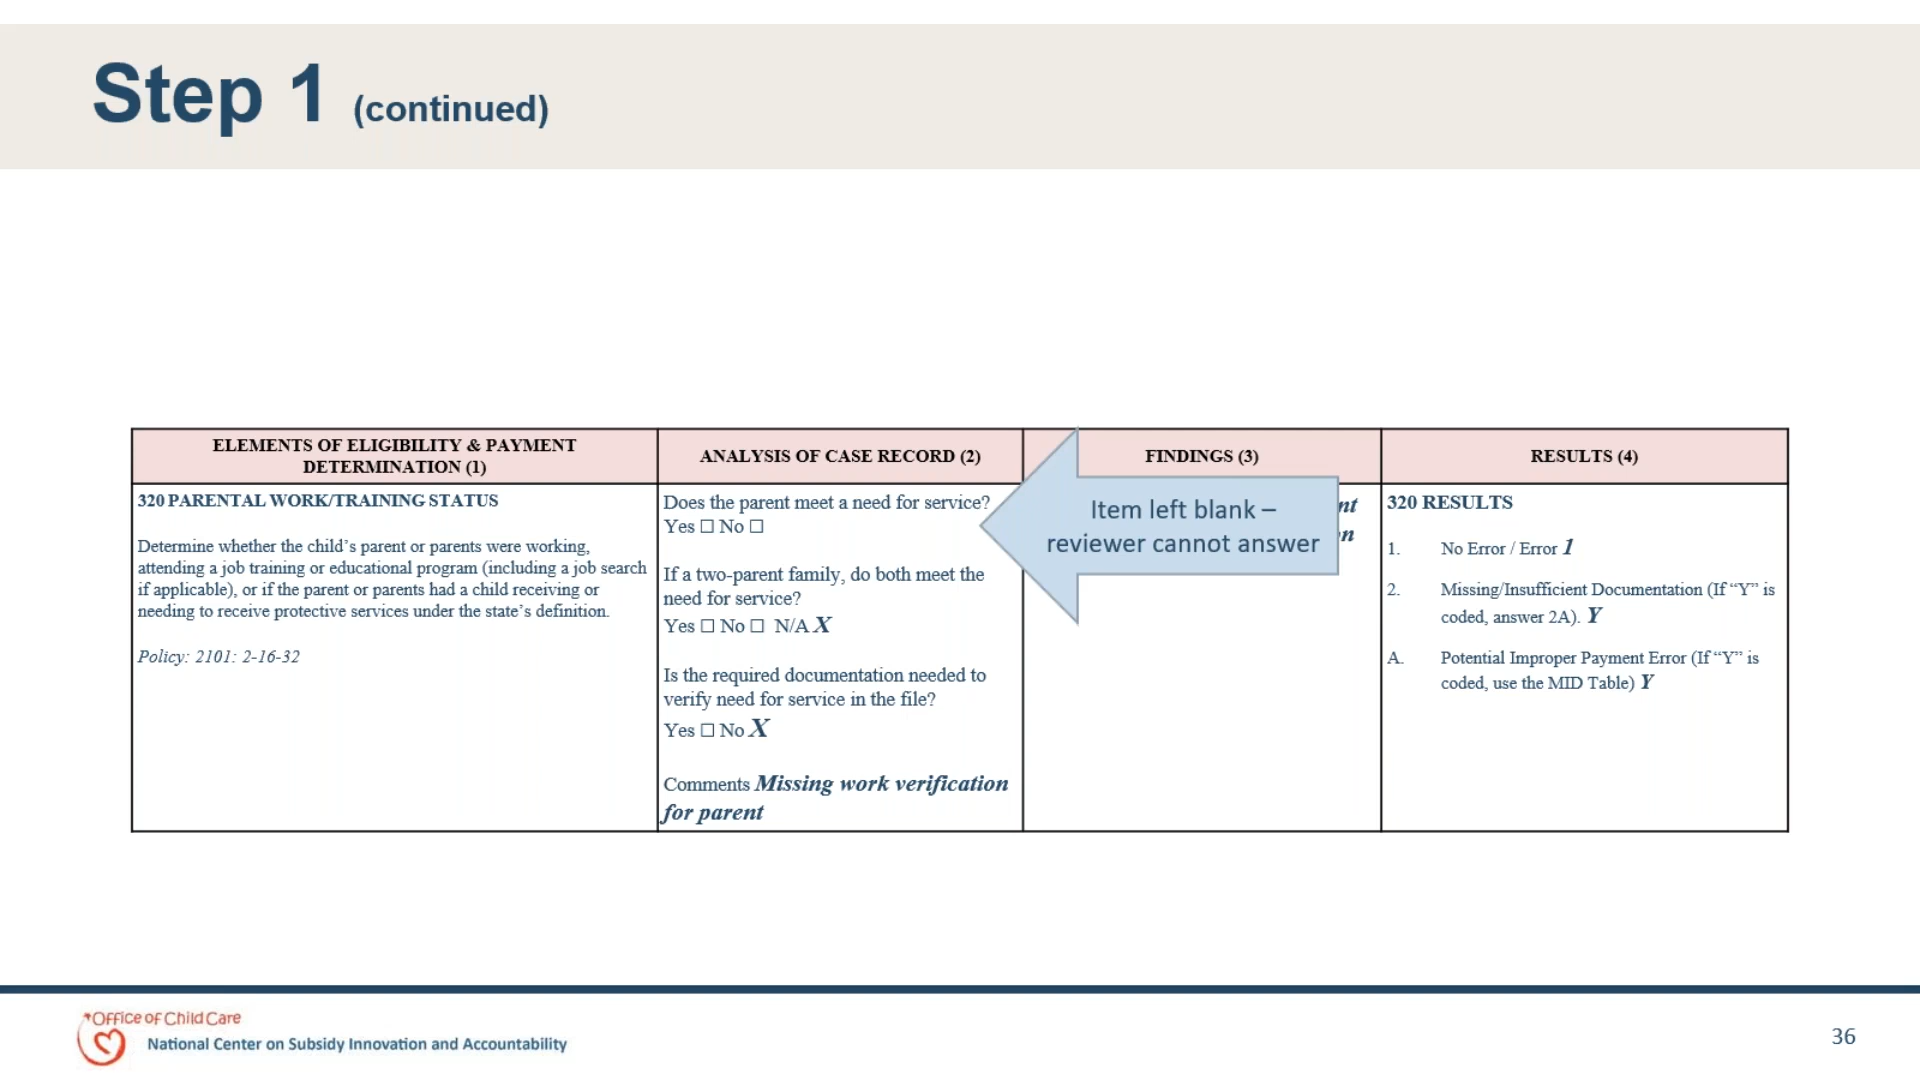 Step 1 (continued)
ELEMENTS OF ELIGIBILITY & PAYMENT
DETERMINATION (1)
ANALYSIS OF CASE RECORD (2)
FINDINGS (3)
RESULTS (4)
320 PARENTAL WORK/TRAINING STATUS
Determine whether the child’s parent or parents were working,
attending a job training or educational program (including a job search
if applicable), or if the parent or parents had a child receiving or
needing to receive protective services under the state’s definition.
Policy: 2101: 2-16-32
Does the parent meet a need for service?
Yes ☐ No ☐
If a two-parent family, do both meet the
need for service?
Yes ☐ No ☐ N/A X
Is the required documentation needed to
verify need for service in the file?
Yes ☐ No X
Comments Missing work verification
for parent
Item left blank –
reviewer cannot answer
320 RESULTS
1. No Error / Error 1
2. Missing/Insufficient Documentation (If “Y” is
coded, answer 2A). Y
A. Potential Improper Payment Error (If “Y” is
coded, use the MID Table) Y
Office of Child Care
National Center on Subsidy Innovation and Accountability
36